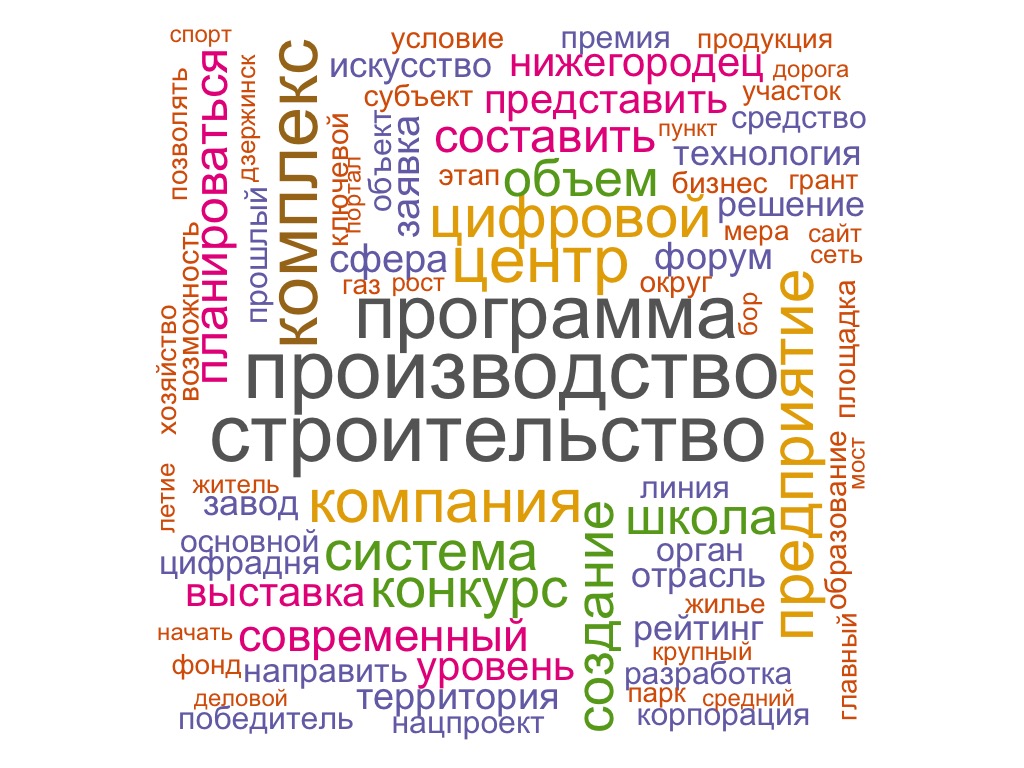 спорт
условие
премия
продукция
искусство
нижегородец
дорога
позволять
планироваться
дзержинск
комплекс
субъект
представить
участок
ключевой
портал
объект
заявка
составить
пункт
средство
технология
этап
объем
бизнес
грант
прошлый
цифровой
решение
мера
сайт
возможность
сфера
центр
форум
сеть
газ
рост
округ
хозяйство
программа
бор
предприятие
площадка
производство
строительство
летие
житель
завод
компания
линия
школа
образование
мост
основной
цифрадня
система
создание
орган
отрасль
выставка
конкурс
жилье
начать
современный
рейтинг
крупный
главный
фонд
направить
уровень
разработка
деловой
территория
парк
средний
победитель
нацпроект
корпорация